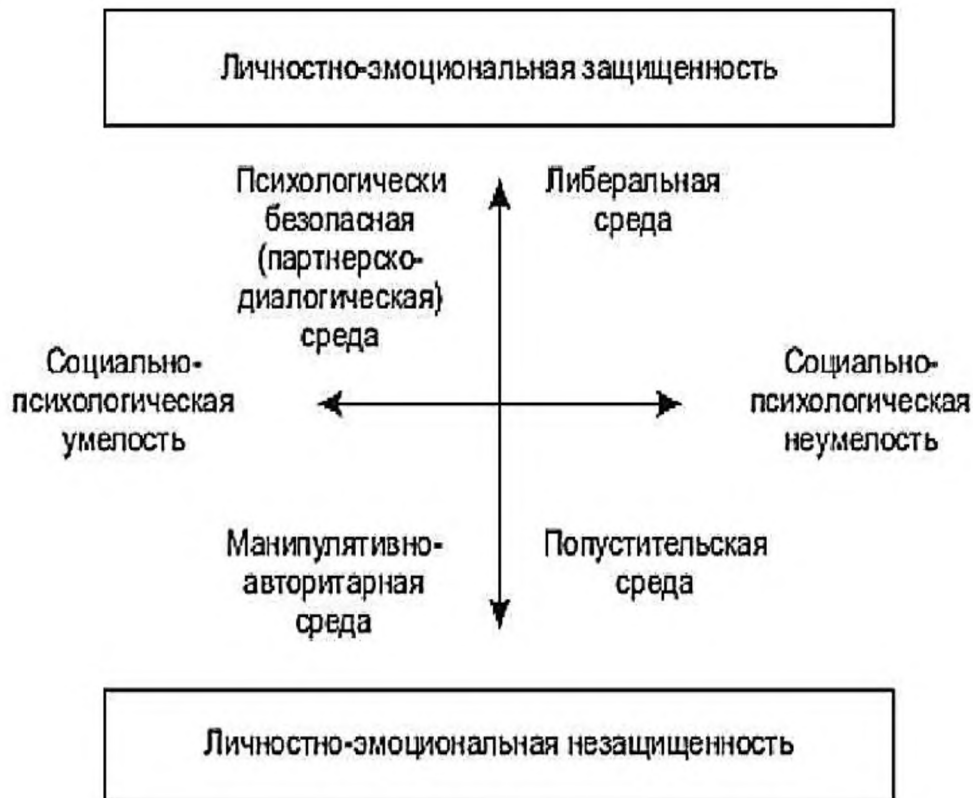 Личностно-эмоциональная защищенность
Психологически
безопасная
(партнерско-
диалогическая)
среда
Либеральная
среда
Социально-
психологическая
умелость
Социально-
психологическая
неумелость
Манипулятивно-
авторитарная
среда
Попустительская
среда
Личностно-эмоциональная незащищенность